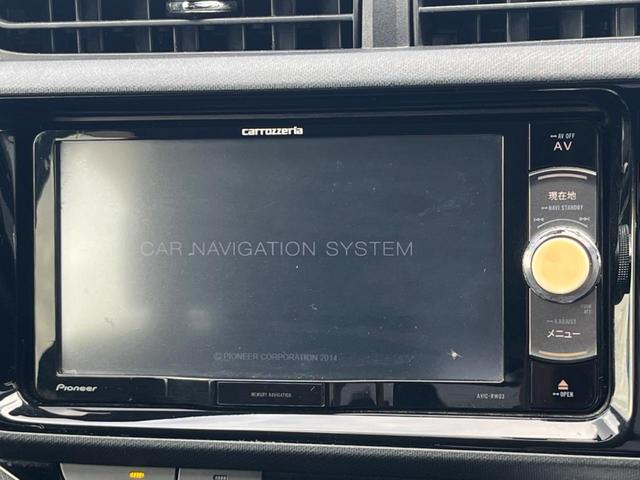 carrozzeria
AV OFF
AV
現在地
NAVI STANDBY
CAR NAVIGATION SYSTEM
ADJUST
メニュー
© PIONEER CORPORATION 2014
Pioneer
MEMORY NAVIGATION
AVIC-RW03
OPEN